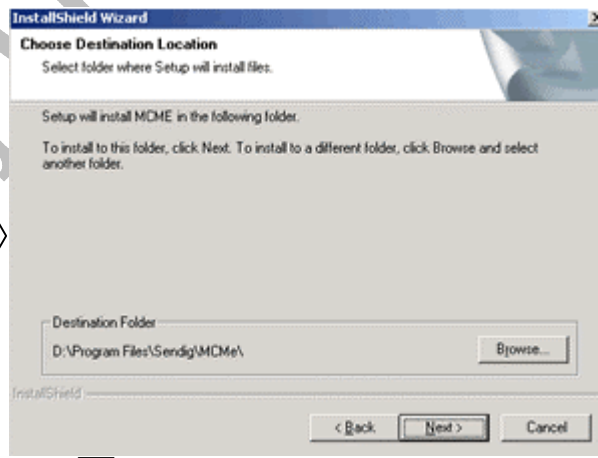 InstallShield Wizard
Choose Destination Location
Select folder where Setup will install files.
Setup will install MCME in the following folder.
To install to this folder, click Next. To install to a different folder, click Browse and select
another folder.
Destination Folder
D:\Program Files\Sendig\MCMe\
Browse...
InstallShield
< Back
Next >
Cancel